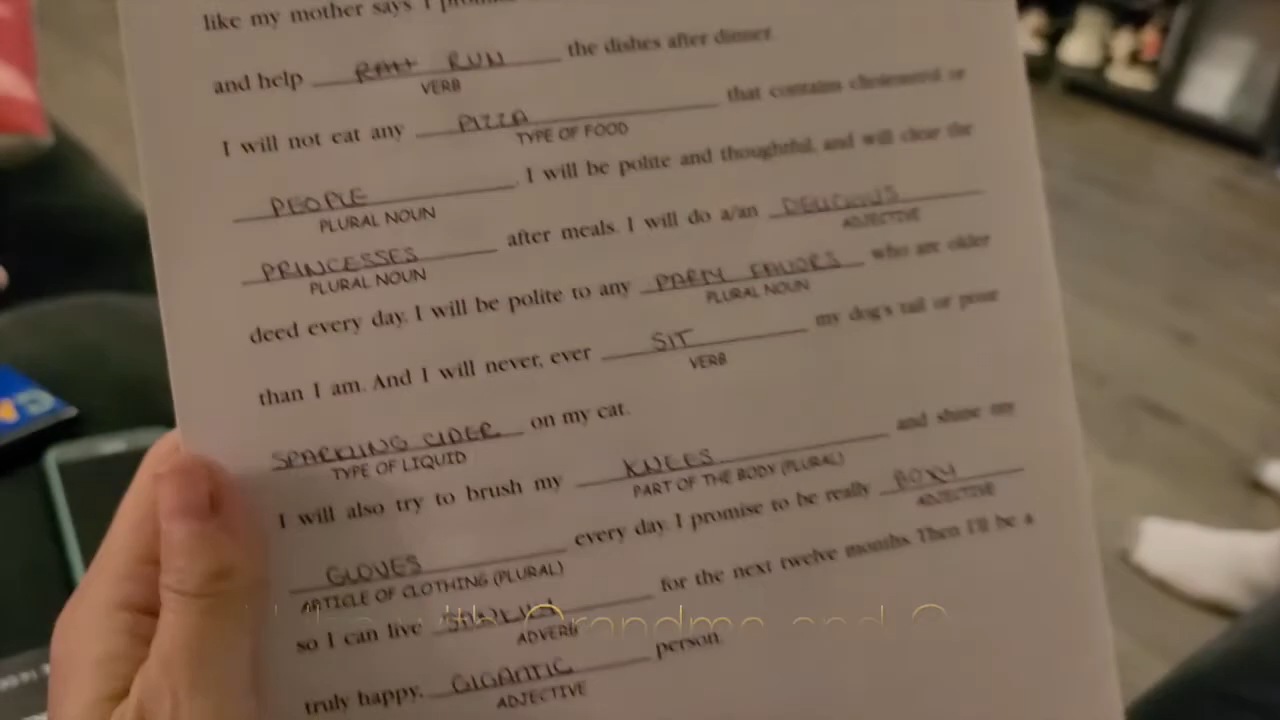 like my mother says I
and help RUN the dishes after dinner.
VERB
I will not eat any PIZZA that contains cholesterol or
TYPE OF FOOD
PEOPLE. I will be polite and thoughtful, and will clear the
PLURAL NOUN
PRINCESSES after meals. I will do a/an DELICIOUS
PLURAL NOUN ADJECTIVE
deed every day. I will be polite to any PARTY FAVORS who are older
PLURAL NOUN
than I am. And I will never, ever SIT my dog's tail or pour
VERB
SPARKLING CIDER on my cat.
TYPE OF LIQUID
I will also try to brush my KNEES and shine my
PART OF THE BODY (PLURAL)
GLOVES every day. I promise to be really FOXY
ARTICLE OF CLOTHING (PLURAL) ADJECTIVE
so I can live for the next twelve months. Then I'll be a
ADVERB
truly happy, GIGANTIC person.
ADJECTIVE
with Grandma and